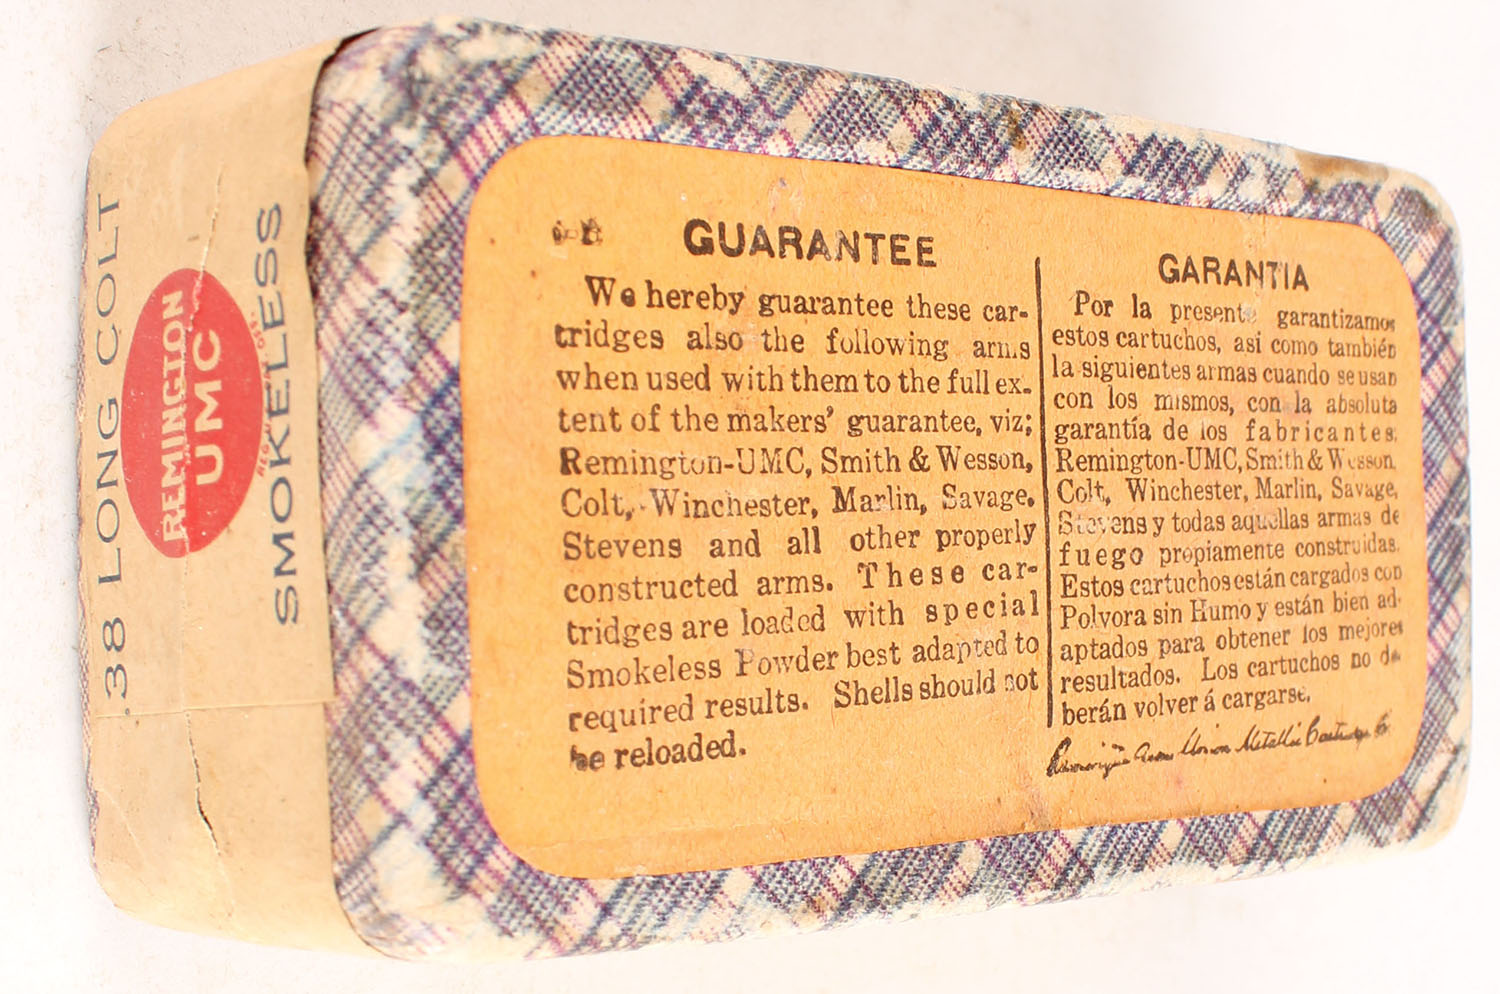 .38 LONG COLT
REMINGTON
UMC
SMOKELESS
GUARANTEE
We hereby guarantee these car-
tridges also the following arms
when used with them to the full ex-
tent of the makers' guarantee, viz;
Remington-UMC, Smith & Wesson,
Colt, Winchester, Marlin, Savage,
Stevens and all other properly
constructed arms. These car-
tridges are loaded with special
Smokeless Powder best adapted to
required results. Shells should not
be reloaded.
GARANTIA
Por la presente garantizamos
estos cartuchos, asi como también
la siguientes armas cuando se usan
con los mismos, con la absoluta
garantía de los fabricantes;
Remington-UMC, Smith & Wesson,
Colt, Winchester, Marlin, Savage,
Stevens y todas aquellas armas de
fuego propiamente construidas.
Estos cartuchos están cargados con
Polvora sin Humo y están bien ad-
aptados para obtener los mejores
resultados. Los cartuchos no de-
berán volver á cargarse.
Remington Arms Union Metallic Cartridge Co